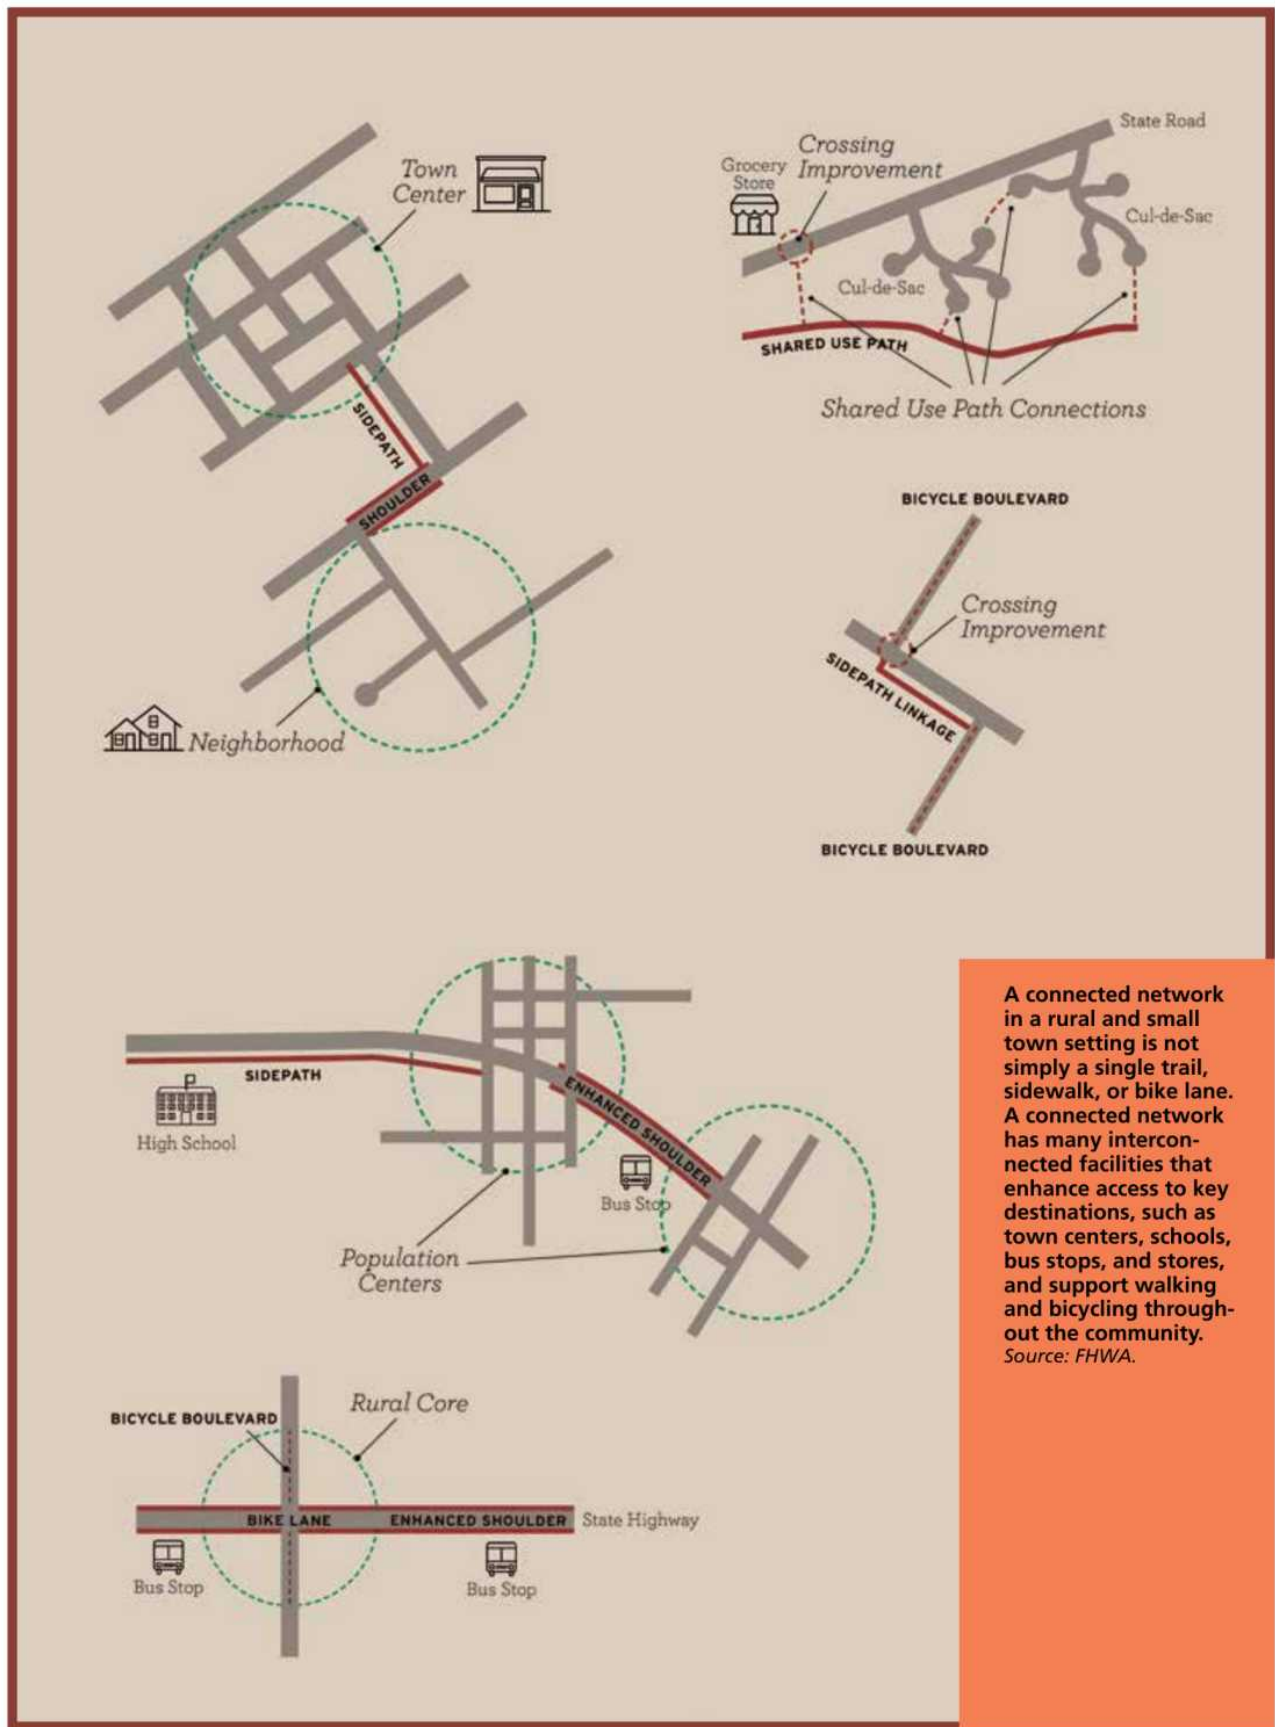 Town
Center
SIDEPATH
SHOULDER
Neighborhood
State Road
Crossing
Improvement
Grocery
Store
Cul-de-Sac
Cul-de-Sac
SHARED USE PATH
Shared Use Path Connections
BICYCLE BOULEVARD
Crossing
Improvement
SIDEPATH LINKAGE
BICYCLE BOULEVARD
SIDEPATH
High School
ENHANCED SHOULDER
Bus Stop
Population
Centers
Rural Core
BICYCLE BOULEVARD
BIKE LANE
ENHANCED SHOULDER
State Highway
Bus Stop
Bus Stop
A connected network
in a rural and small
town setting is not
simply a single trail,
sidewalk, or bike lane.
A connected network
has many intercon-
nected facilities that
enhance access to key
destinations, such as
town centers, schools,
bus stops, and stores,
and support walking
and bicycling through-
out the community.
Source: FHWA.